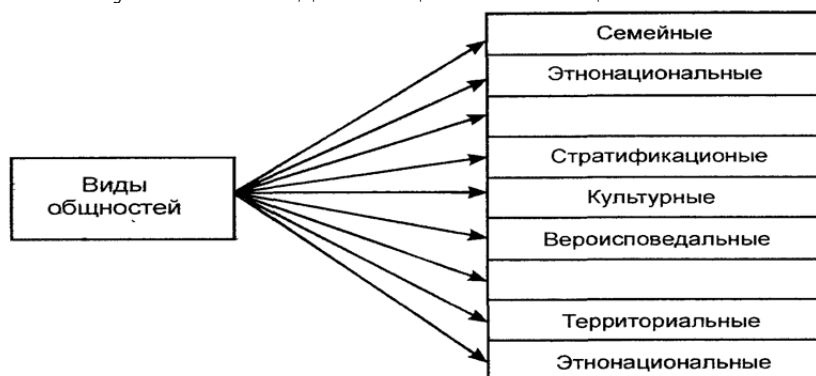 Виды
общностей
Семейные
Этнонациональные
Стратификационые
Культурные
Вероисповедальные
Территориальные
Этнонациональные